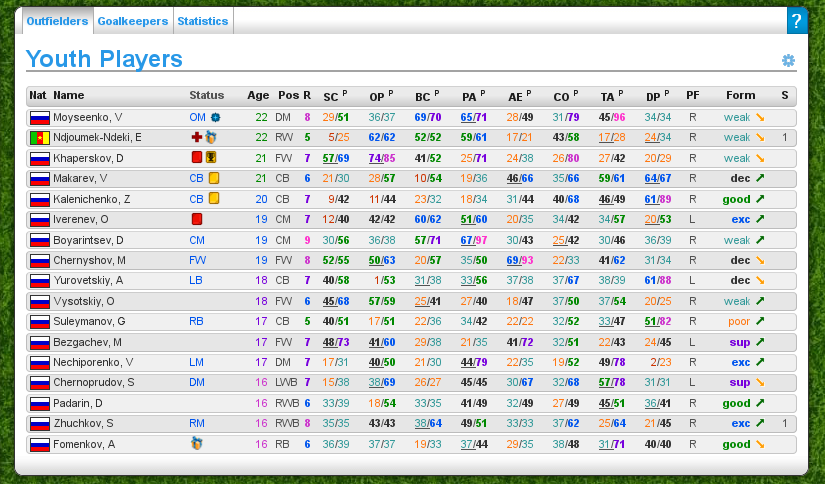 Outfielders Goalkeepers Statistics ?
Youth Players
Nat Name Status Age Pos R SC P OP P BC P PA P AE P CO P TA P DP P PF Form S
Moyseenko, V OM 22 DM 8 29/51 36/37 69/70 65/71 28/49 31/79 45/96 34/34 R weak
Ndjoumek-Ndeki, E 22 RW 5 5/25 62/62 52/52 59/61 17/21 43/58 17/28 24/34 R weak 1
Khaperskov, D 21 FW 7 57/69 74/85 41/52 25/71 24/38 26/80 27/42 20/29 R weak
Makarev, V CB 21 CB 6 21/30 28/57 10/54 19/36 46/66 35/66 59/61 64/67 R dec
Kalenichenko, Z CB 20 CB 7 9/42 11/44 23/32 18/34 31/44 40/68 46/49 61/89 R good
Iverenev, O 19 CM 7 12/40 42/42 60/62 51/60 20/35 34/42 34/57 20/53 L exc
Boyarintsev, D CM 19 CM 9 30/56 36/38 57/71 67/97 30/43 25/42 30/46 36/39 R weak
Chernyshov, M FW 19 FW 8 52/55 50/63 20/57 35/50 69/93 22/33 41/62 31/34 R dec
Yurovetskiy, A LB 18 CB 7 40/58 1/53 31/38 33/56 37/38 37/67 38/39 61/88 L dec
Vysotskiy, O 18 FW 6 45/68 57/59 25/41 27/40 18/47 37/50 37/54 20/25 R weak
Suleymanov, G RB 17 CB 5 40/51 17/51 22/36 34/42 22/22 32/52 33/47 51/82 R poor
Bezgachev, M 17 FW 7 48/73 41/60 29/38 21/35 41/72 32/51 22/43 24/45 L sup
Nechiporenko, V LM 17 DM 7 17/31 40/50 21/30 44/79 22/35 19/52 49/78 2/23 R exc
Chernoprudov, S DM 16 LWB 7 15/38 38/69 26/27 45/45 30/67 32/68 57/78 31/31 L sup
Padarin, D 16 RWB 6 33/39 18/54 33/35 41/49 32/49 27/49 45/51 36/41 R good
Zhuchkov, S RM 16 RWB 8 35/35 43/43 38/64 49/51 33/33 37/62 25/64 21/45 R exc 1
Fomenkov, A 16 RB 6 36/39 37/37 19/33 37/44 29/35 38/48 31/71 40/40 R good